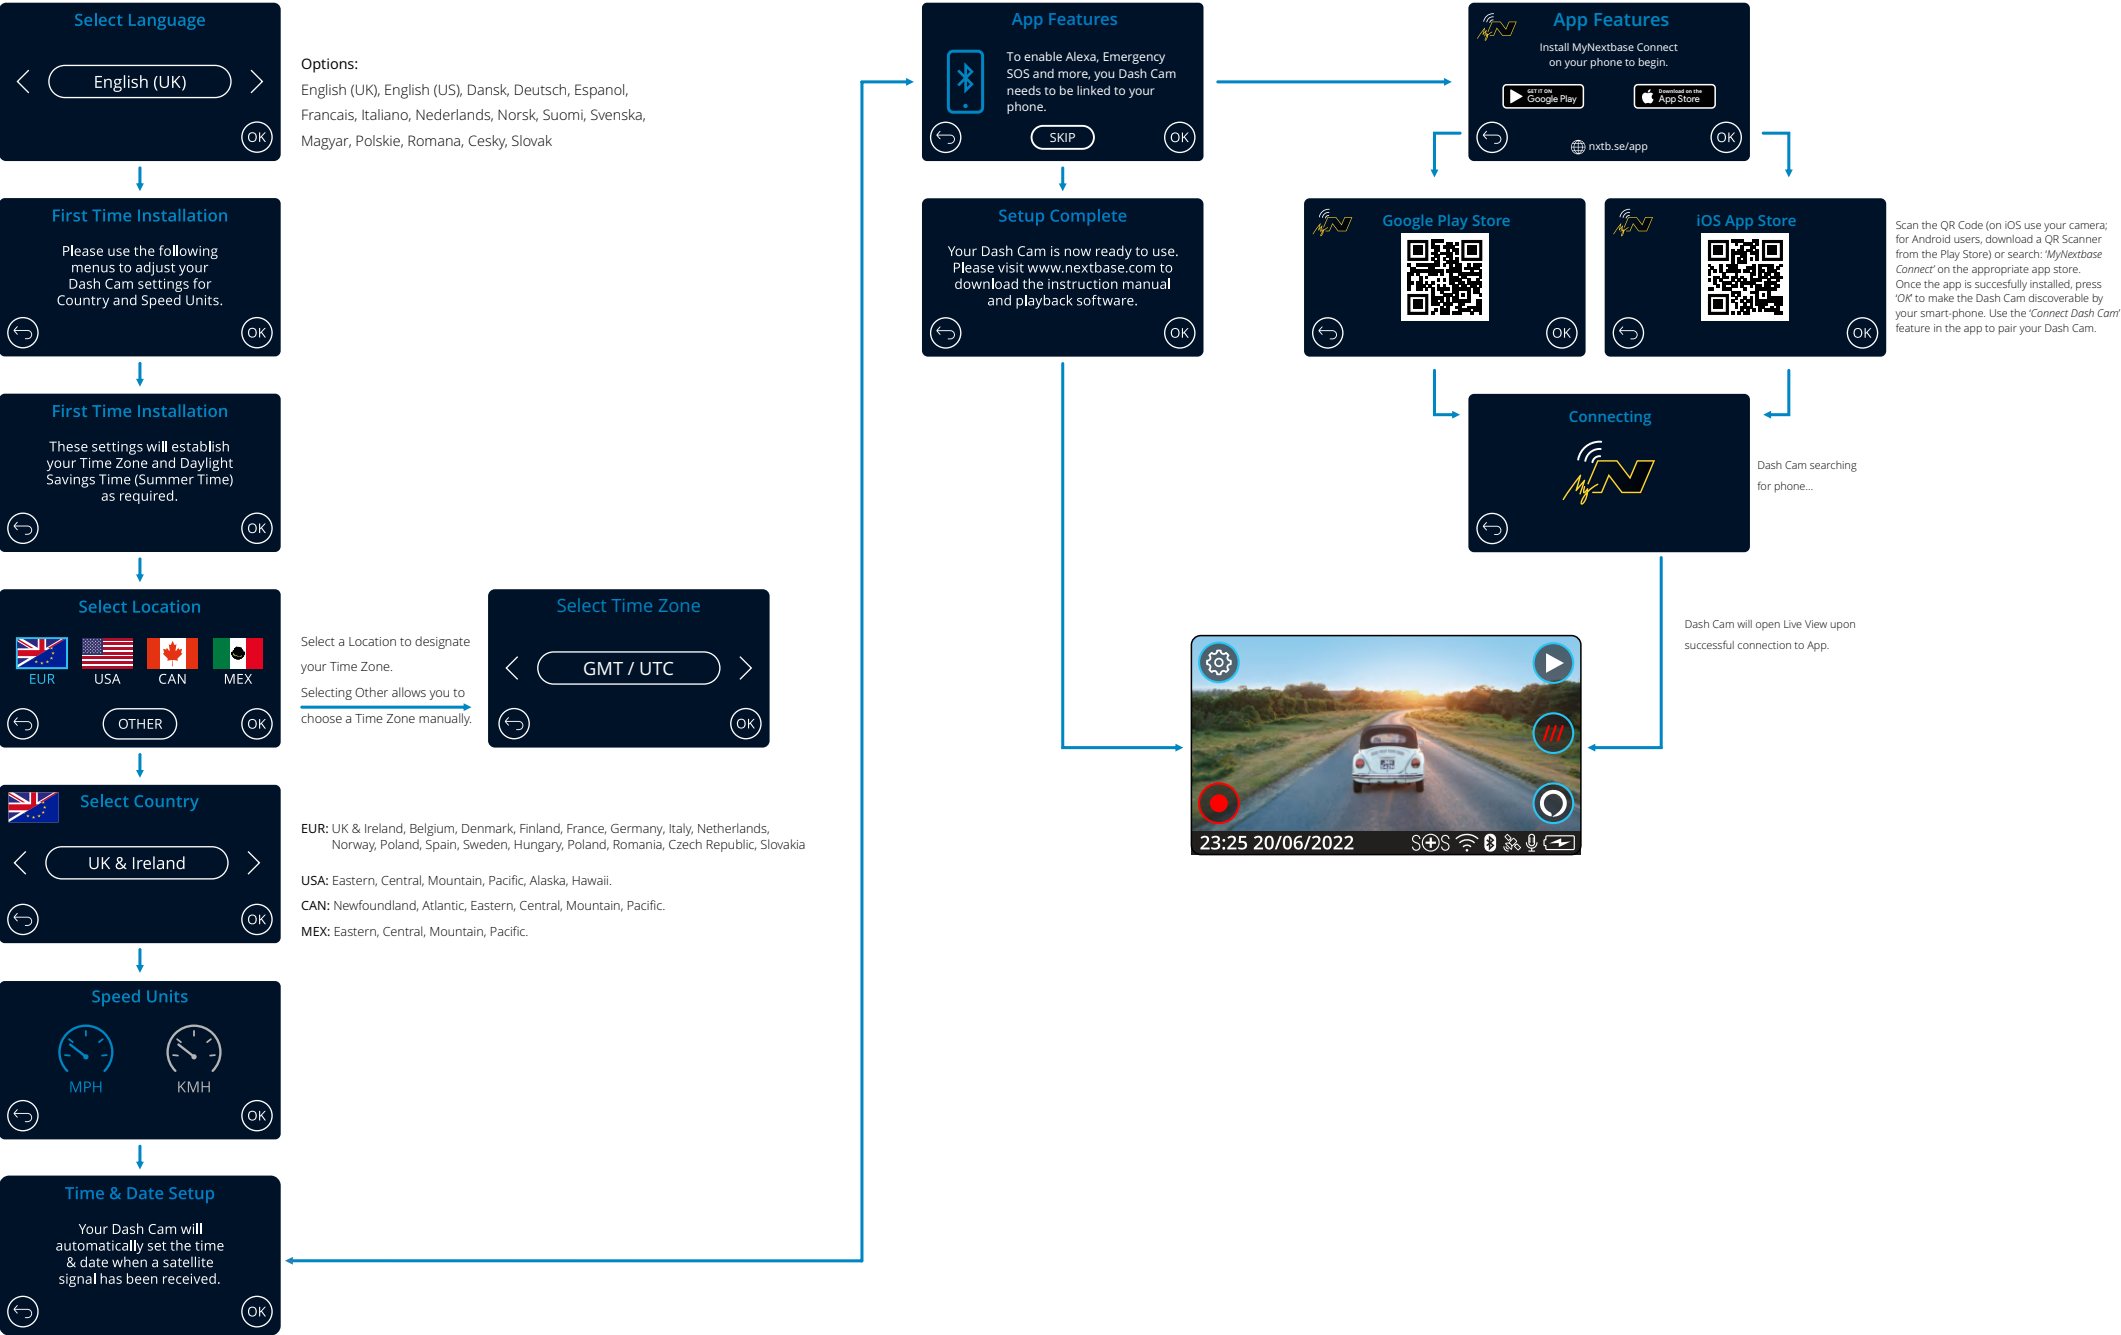 Select Language
English (UK)
OK
Options:
English (UK), English (US), Dansk, Deutsch, Espanol,
Francais, Italiano, Nederlands, Norsk, Suomi, Svenska,
Magyar, Polskie, Romana, Cesky, Slovak
First Time Installation
Please use the following
menus to adjust your
Dash Cam settings for
Country and Speed Units.
OK
First Time Installation
These settings will establish
your Time Zone and Daylight
Savings Time (Summer Time)
as required.
OK
Select Location
EUR USA CAN MEX
OTHER
OK
Select a Location to designate
your Time Zone.
Selecting Other allows you to
choose a Time Zone manually.
Select Time Zone
GMT / UTC
OK
Select Country
UK & Ireland
OK
EUR: UK & Ireland, Belgium, Denmark, Finland, France, Germany, Italy, Netherlands,
Norway, Poland, Spain, Sweden, Hungary, Poland, Romania, Czech Republic, Slovakia
USA: Eastern, Central, Mountain, Pacific, Alaska, Hawaii.
CAN: Newfoundland, Atlantic, Eastern, Central, Mountain, Pacific.
MEX: Eastern, Central, Mountain, Pacific.
Speed Units
MPH KMH
OK
Time & Date Setup
Your Dash Cam will
automatically set the time
& date when a satellite
signal has been received.
OK
App Features
To enable Alexa, Emergency
SOS and more, you Dash Cam
needs to be linked to your
phone.
SKIP
OK
Setup Complete
Your Dash Cam is now ready to use.
Please visit www.nextbase.com to
download the instruction manual
and playback software.
OK
My N
App Features
Install MyNextbase Connect
on your phone to begin.
GET IT ON
Google Play
Download on the
App Store
nxtb.se/app
OK
My N
Google Play Store
OK
My N
iOS App Store
OK
Scan the QR Code (on iOS use your camera;
for Android users, download a QR Scanner
from the Play Store) or search: 'MyNextbase
Connect' on the appropriate app store.
Once the app is succesfully installed, press
'OK' to make the Dash Cam discoverable by
your smart-phone. Use the 'Connect Dash Cam'
feature in the app to pair your Dash Cam.
Connecting
My N
Dash Cam searching
for phone...
Dash Cam will open Live View upon
successful connection to App.
23:25 20/06/2022
SOS